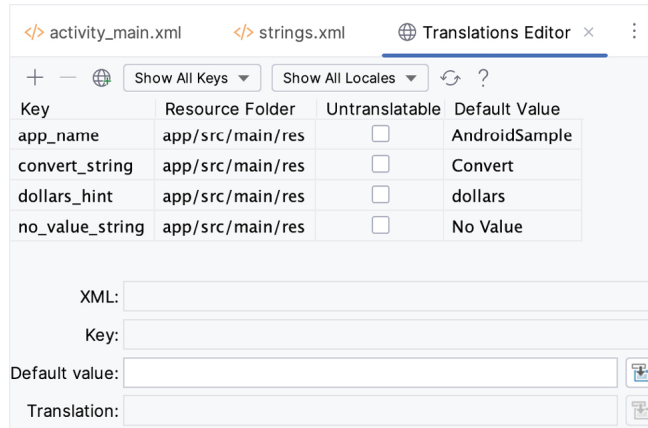 </> activity_main.xml </> strings.xml Translations Editor ×
Show All Keys Show All Locales ?
Key Resource Folder Untranslatable Default Value
app_name app/src/main/res AndroidSample
convert_string app/src/main/res Convert
dollars_hint app/src/main/res dollars
no_value_string app/src/main/res No Value
XML:
Key:
Default value:
Translation: